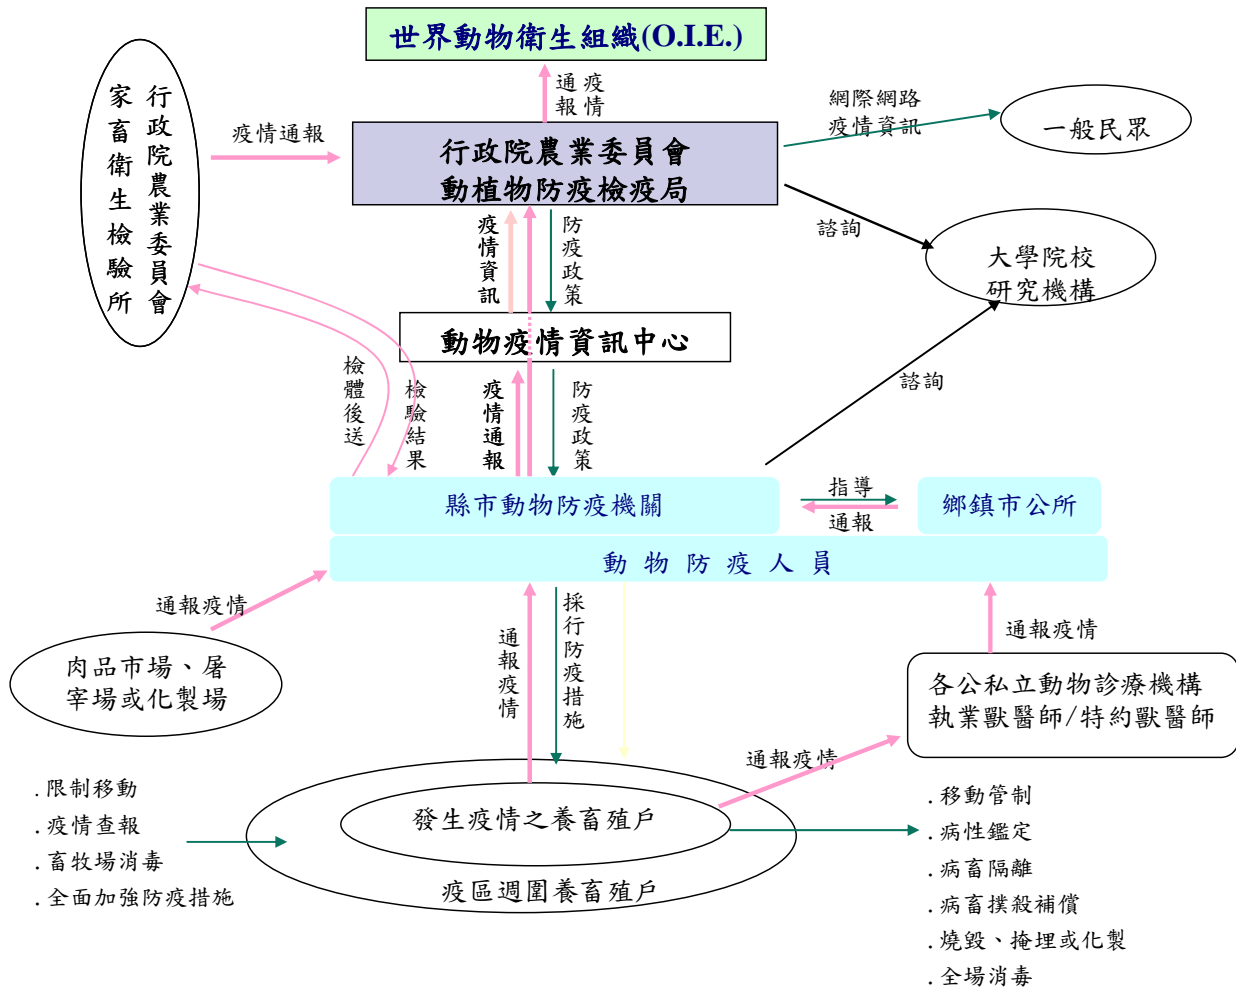 世界動物衛生組織(O.I.E.)
通疫
報情
網際網路
疫情資訊
一般民眾
行政院農業委員會
家畜衛生檢驗所
疫情通報
行政院農業委員會
動植物防疫檢疫局
諮詢
大學院校
研究機構
疫情資訊
防疫政策
動物疫情資訊中心
檢體後送
檢驗結果
疫情通報
防疫政策
諮詢
縣市動物防疫機關
指導
通報
鄉鎮市公所
動物防疫人員
通報疫情
肉品市場、屠
宰場或化製場
通報疫情
採行防疫措施
通報疫情
各公私立動物診療機構
執業獸醫師/特約獸醫師
通報疫情
發生疫情之養畜殖戶
疫區週圍養畜殖戶
.限制移動
.疫情查報
.畜牧場消毒
.全面加強防疫措施
.移動管制
.病性鑑定
.病畜隔離
.病畜撲殺補償
.燒毀、掩埋或化製
.全場消毒